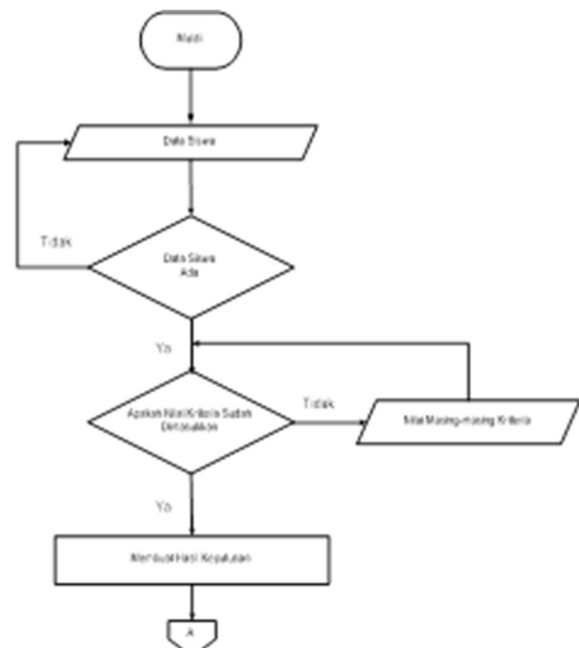 Mulai
Data Siswa
Tidak
Data Siswa
Ada
Ya
Apakah Nilai Kriteria Sudah
Dimasukkan
Tidak
Nilai Masing-masing Kriteria
Ya
Membuat Hasil Keputusan
A